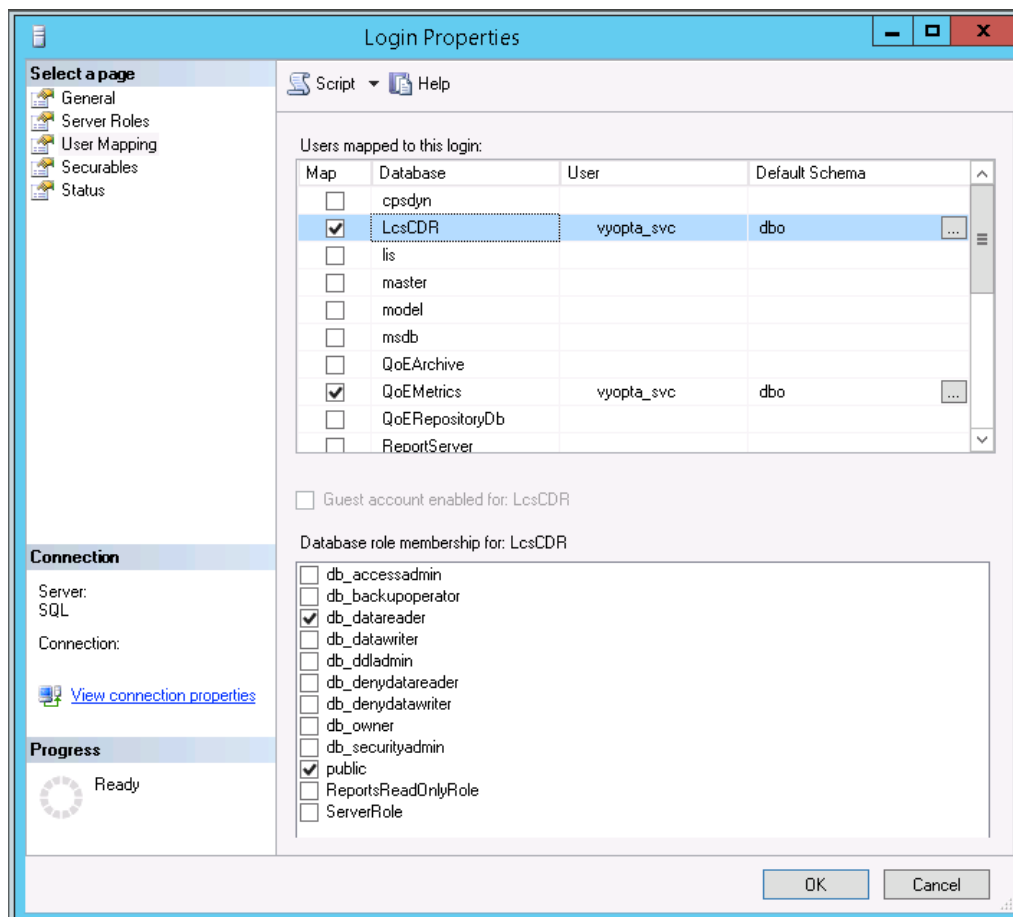 Login Properties
Select a page
General
Server Roles
User Mapping
Securables
Status
Script Help
Users mapped to this login:
Map Database User Default Schema
cpsdyn
LcsCDR vyopta_svc dbo ...
lis
master
model
msdb
QoEArchive
QoEMetrics vyopta_svc dbo ...
QoERepositoryDb
ReportServer
Guest account enabled for: LcsCDR
Database role membership for: LcsCDR
db_accessadmin
db_backupoperator
db_datareader
db_datawriter
db_ddladmin
db_denydatareader
db_denydatawriter
db_owner
db_securityadmin
public
ReportsReadOnlyRole
ServerRole
Connection
Server:
SQL
Connection:
View connection properties
Progress
Ready
OK Cancel